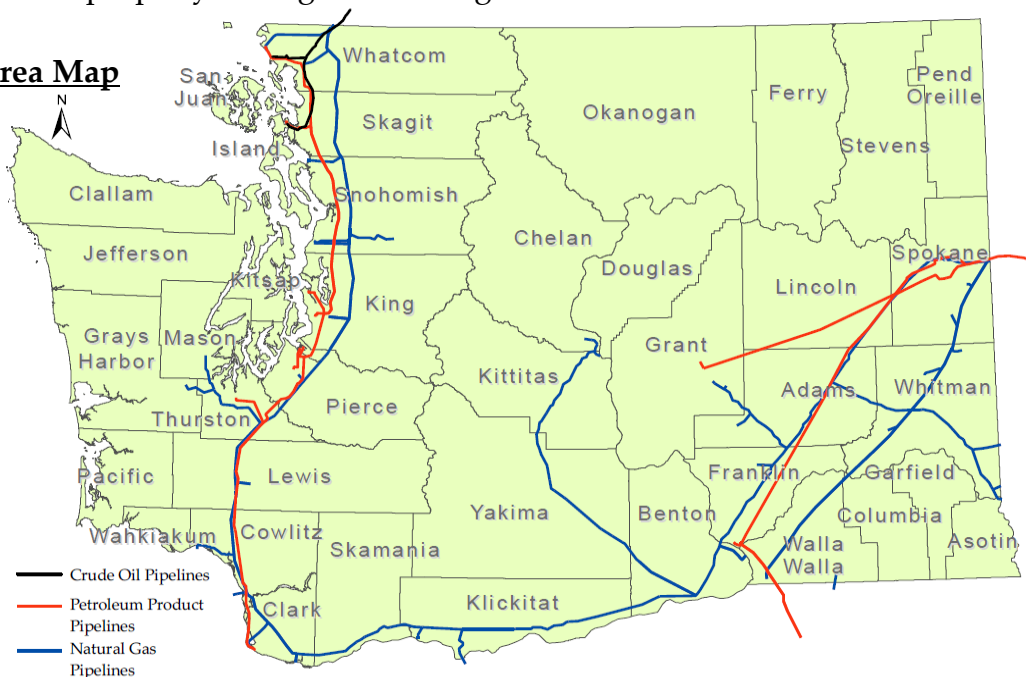 rea Map
N
Whatcom
San
Juan
Skagit
Island
Okanogan
Ferry
Pend
Oreille
Stevens
Clallam
Snohomish
Jefferson
Chelan
Douglas
Spokane
Kitsap
King
Lincoln
Grays
Harbor
Mason
Grant
Kittitas
Adams
Whitman
Thurston
Pierce
Pacific
Lewis
Franklin
Garfield
Yakima
Benton
Columbia
Wahkiakum
Cowlitz
Skamania
Walla
Walla
Asotin
Clark
Klickitat
Crude Oil Pipelines
Petroleum Product
Pipelines
Natural Gas
Pipelines